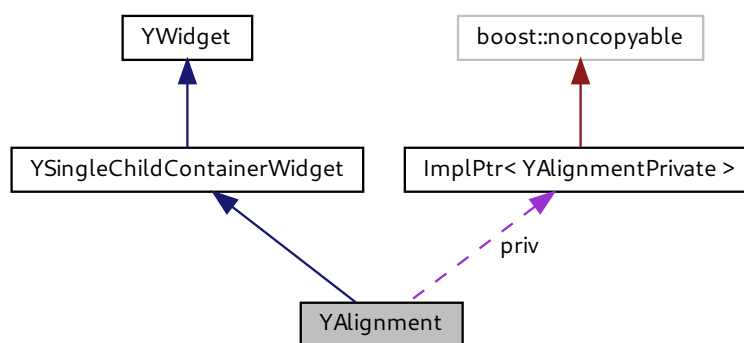 YWidget
boost::noncopyable
YSingleChildContainerWidget
ImplPtr< YAlignmentPrivate >
priv
YAlignment